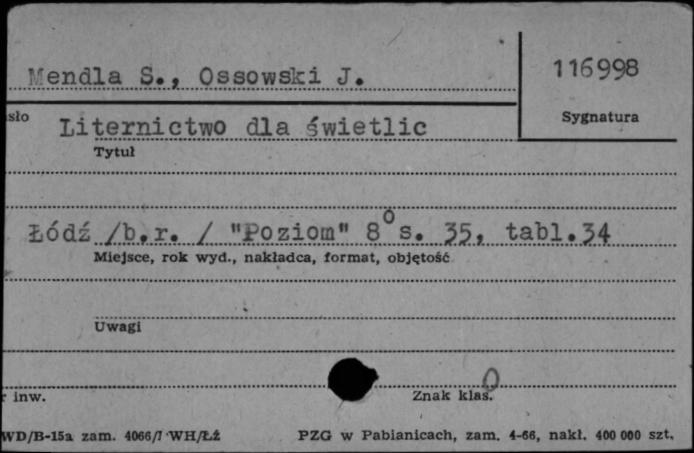 Mendla S., Ossowski J.
116998
Sygnatura
sło
Liternictwo dla świetlic
Tytuł
Łódź /b.r. / "Poziom" 8° s. 35, tabl.34
Miejsce, rok wyd., nakładca, format, objętość
Uwagi
r inw.
Znak klas.
0
WD/B-15a zam. 4066/7 WH/Łż
PZG w Pabianicach, zam. 4-66, nakł. 400 000 szt.